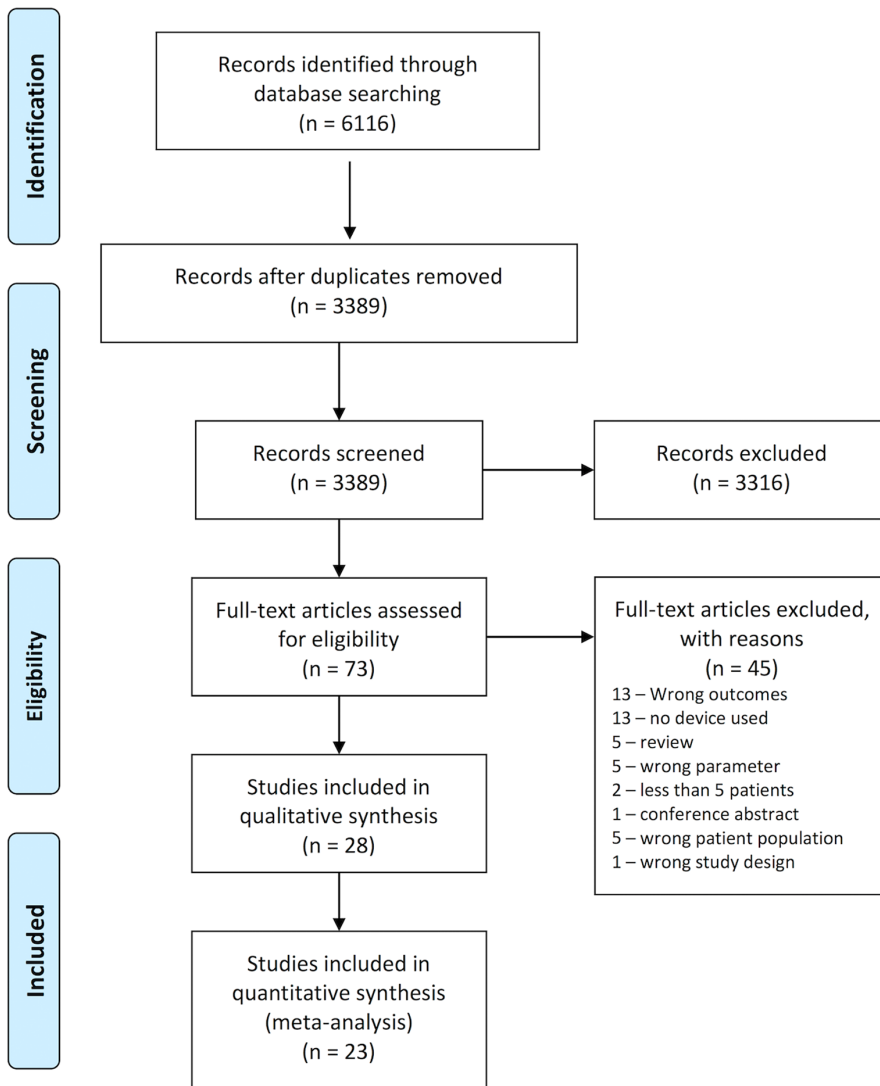 Identification
Records identified through
database searching
(n = 6116)
Records after duplicates removed
(n = 3389)
Screening
Records screened
(n = 3389)
Records excluded
(n = 3316)
Eligibility
Full-text articles assessed
for eligibility
(n = 73)
Full-text articles excluded,
with reasons
(n = 45)
13 – Wrong outcomes
13 – no device used
5 – review
5 – wrong parameter
2 – less than 5 patients
1 – conference abstract
5 – wrong patient population
1 – wrong study design
Studies included in
qualitative synthesis
(n = 28)
Included
Studies included in
quantitative synthesis
(meta-analysis)
(n = 23)